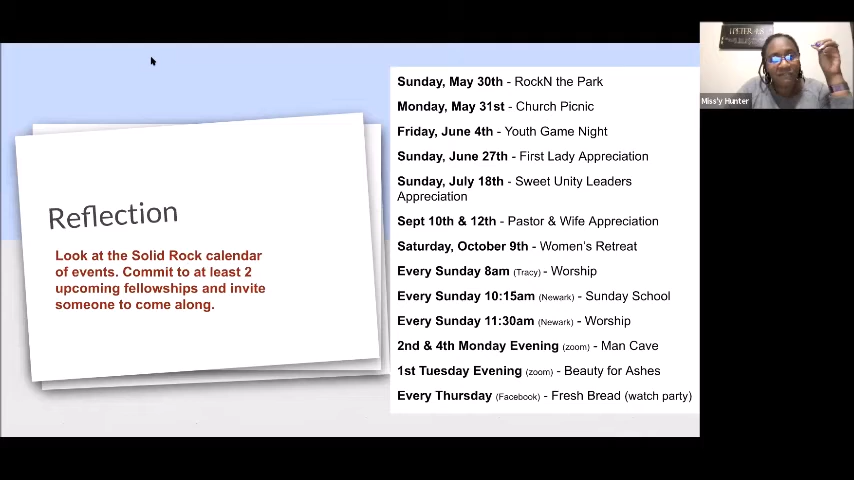 I PETER 4:8
Miss'y Hunter
Reflection
Look at the Solid Rock calendar
of events. Commit to at least 2
upcoming fellowships and invite
someone to come along.
Sunday, May 30th - RockN the Park
Monday, May 31st - Church Picnic
Friday, June 4th - Youth Game Night
Sunday, June 27th - First Lady Appreciation
Sunday, July 18th - Sweet Unity Leaders
Appreciation
Sept 10th & 12th - Pastor & Wife Appreciation
Saturday, October 9th - Women's Retreat
Every Sunday 8am (Tracy) - Worship
Every Sunday 10:15am (Newark) - Sunday School
Every Sunday 11:30am (Newark) - Worship
2nd & 4th Monday Evening (zoom) - Man Cave
1st Tuesday Evening (zoom) - Beauty for Ashes
Every Thursday (Facebook) - Fresh Bread (watch party)